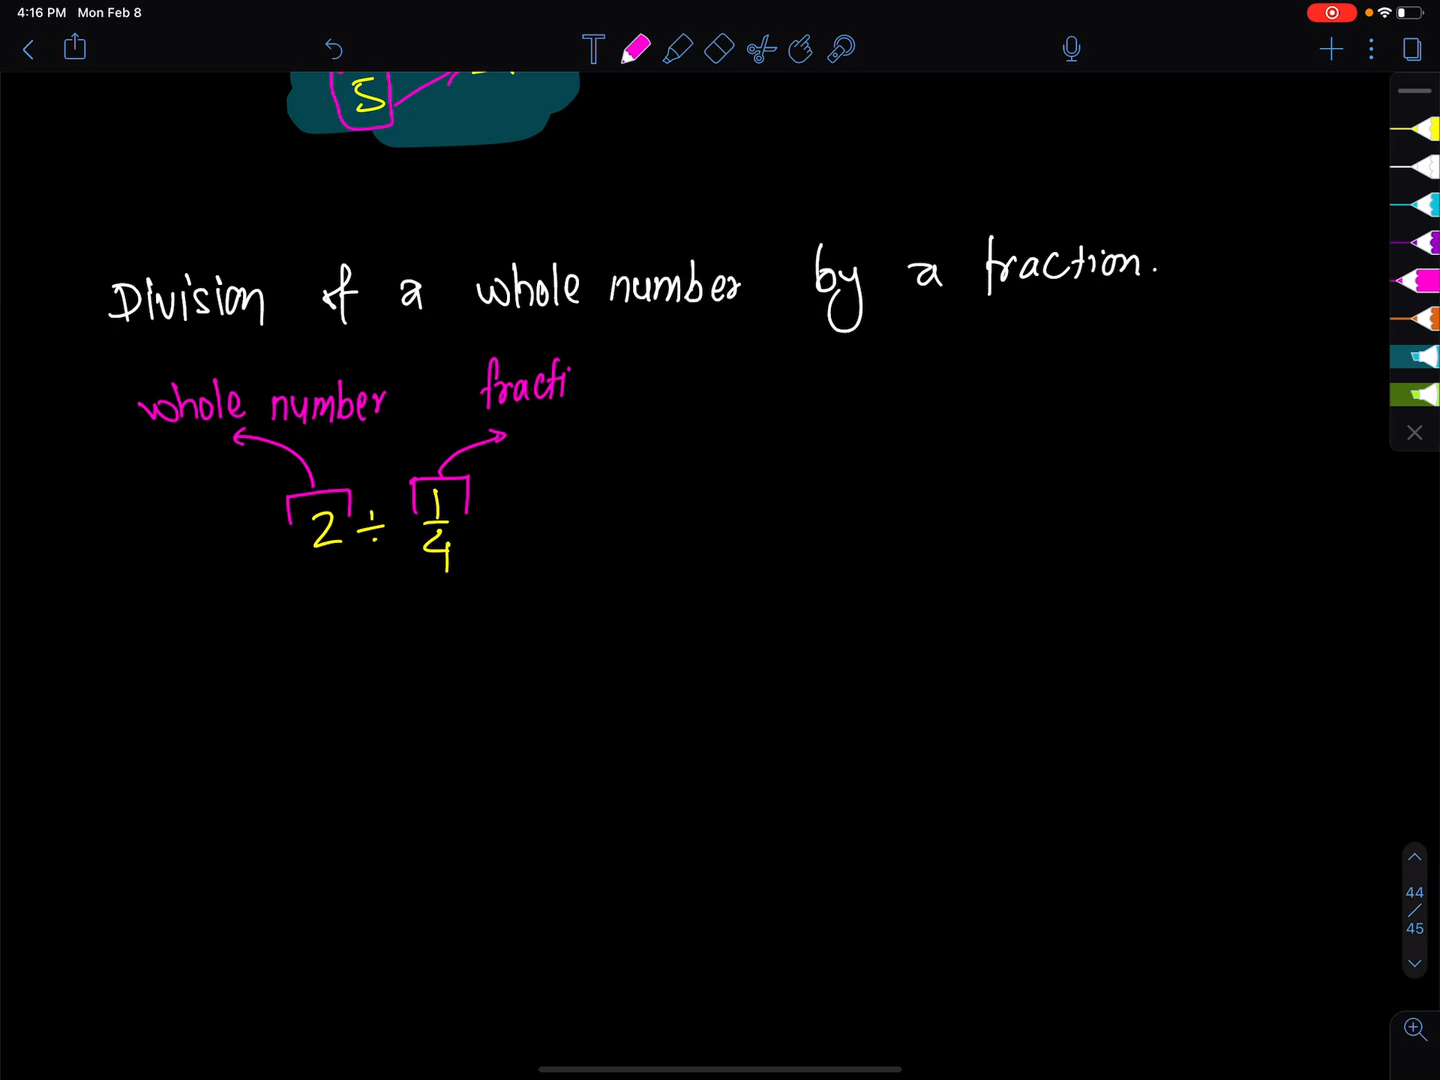 4:16 PM Mon Feb 8
T
5
Division of a whole number by a fraction.
whole number fracti
2 ÷ 1/4
44
/
45